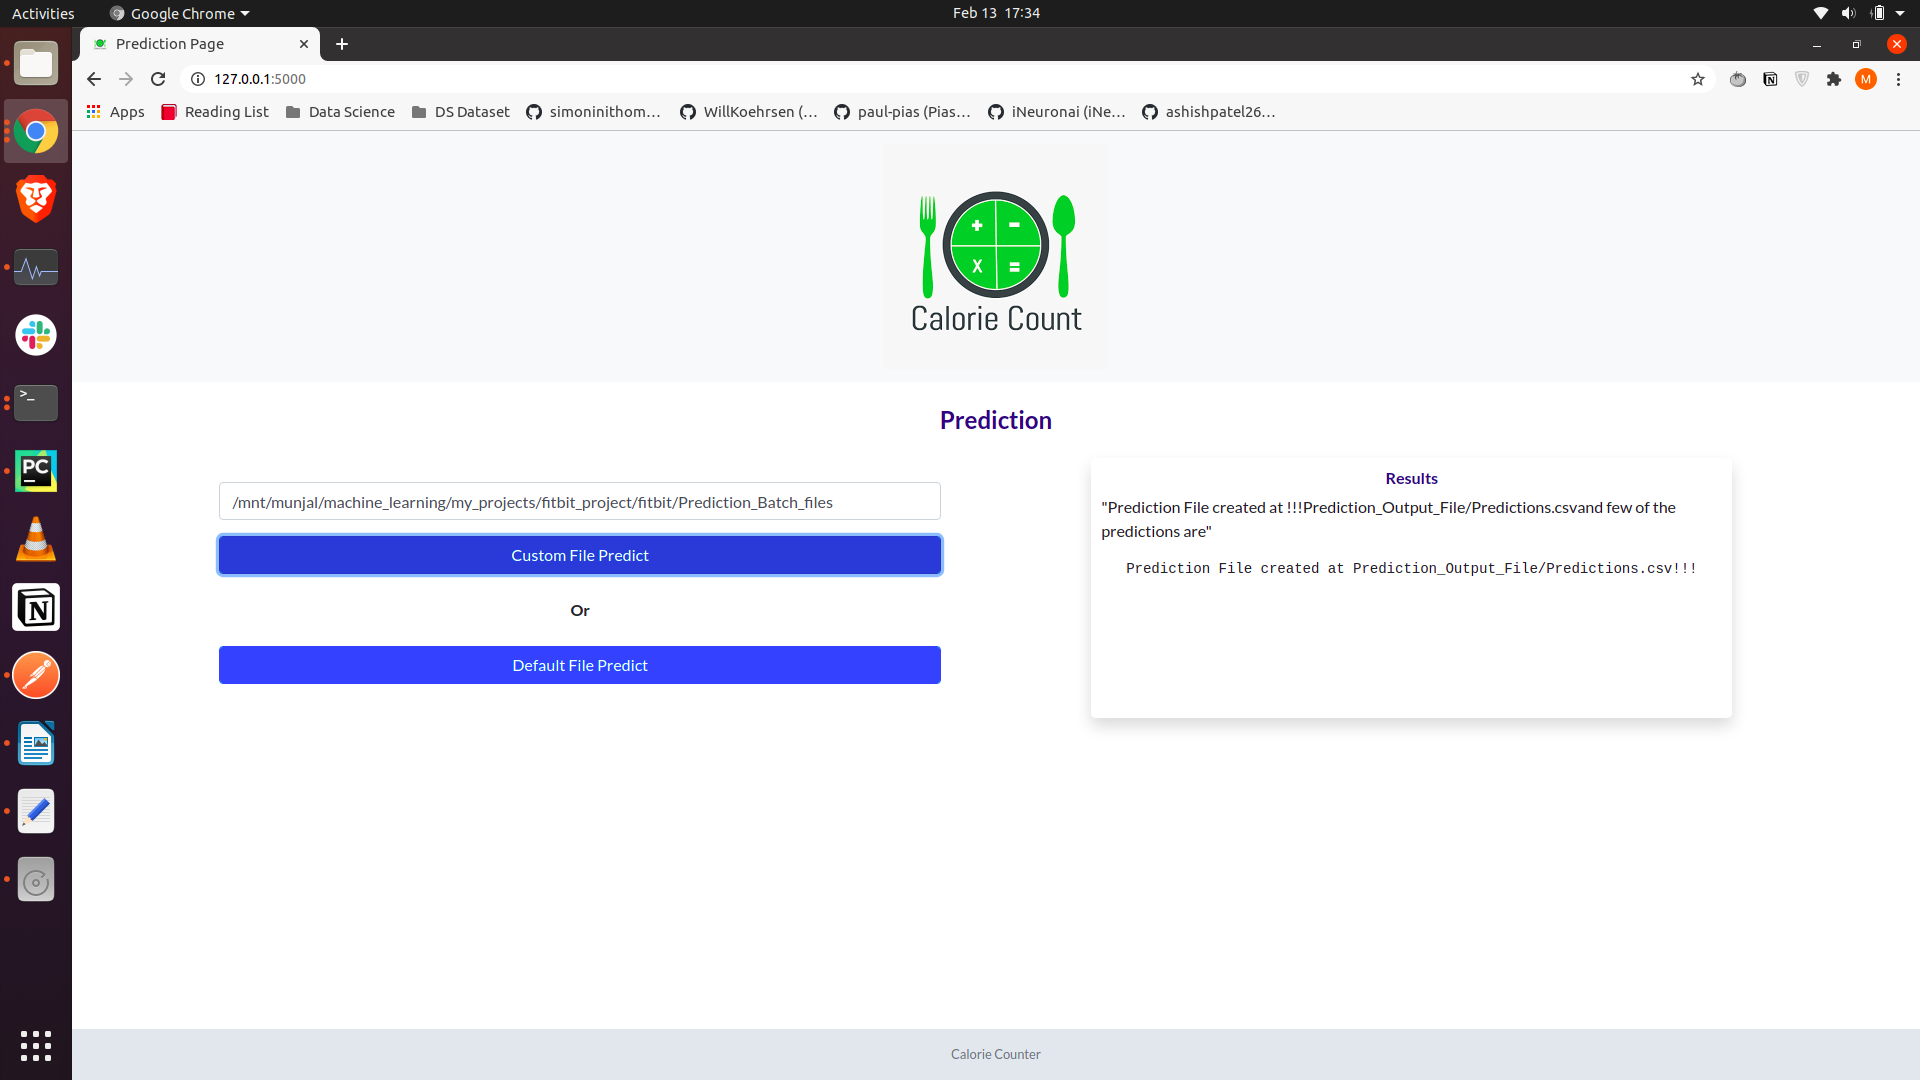 Activities
Google Chrome
Feb 13 17:34
Prediction Page
127.0.0.1:5000
M
Apps
Reading List
Data Science
DS Dataset
simoninithom...
WillKoehrsen (...
paul-pias (Pias...
iNeuronai (iNe...
ashishpatel26...
Calorie Count
Prediction
/mnt/munjal/machine_learning/my_projects/fitbit_project/fitbit/Prediction_Batch_files
Custom File Predict
Or
Default File Predict
Results
"Prediction File created at !!!Prediction_Output_File/Predictions.csvand few of the
predictions are"
Prediction File created at Prediction_Output_File/Predictions.csv!!!
PC
Calorie Counter